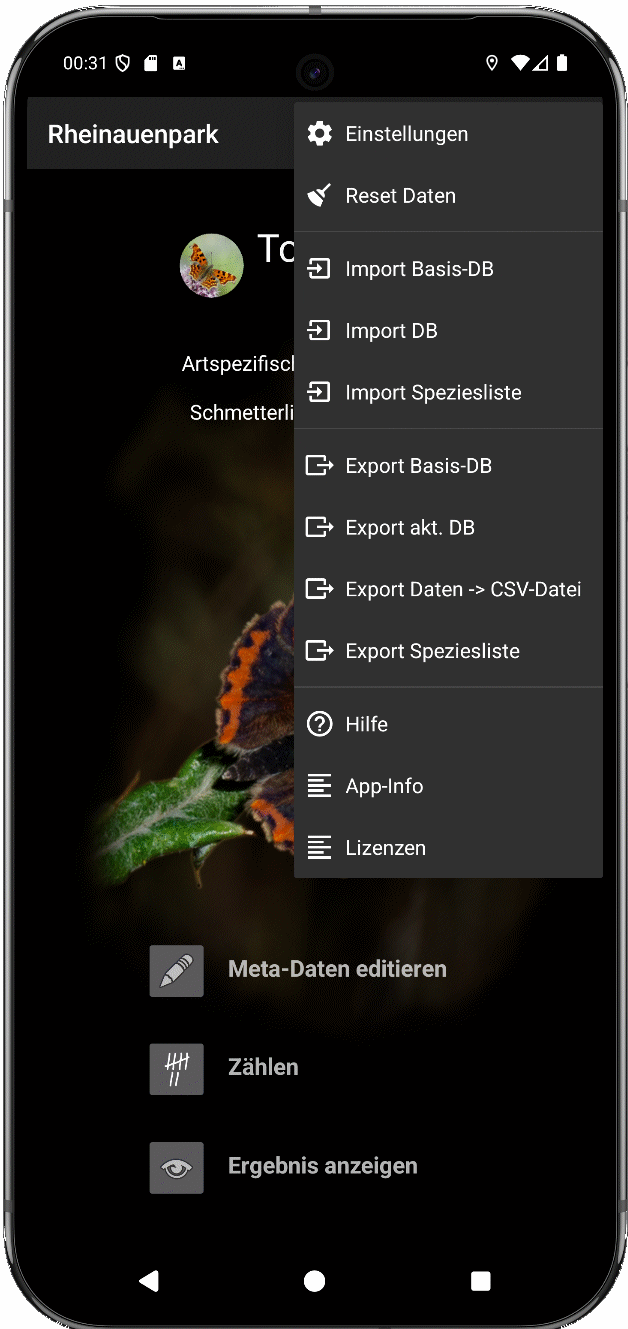 00:31
Rheinauenpark
Einstellungen
Reset Daten
Import Basis-DB
Import DB
Import Speziesliste
Export Basis-DB
Export akt. DB
Export Daten -> CSV-Datei
Export Speziesliste
Hilfe
App-Info
Lizenzen
To
Artspezifisch
Schmetterli
Meta-Daten editieren
Zählen
Ergebnis anzeigen